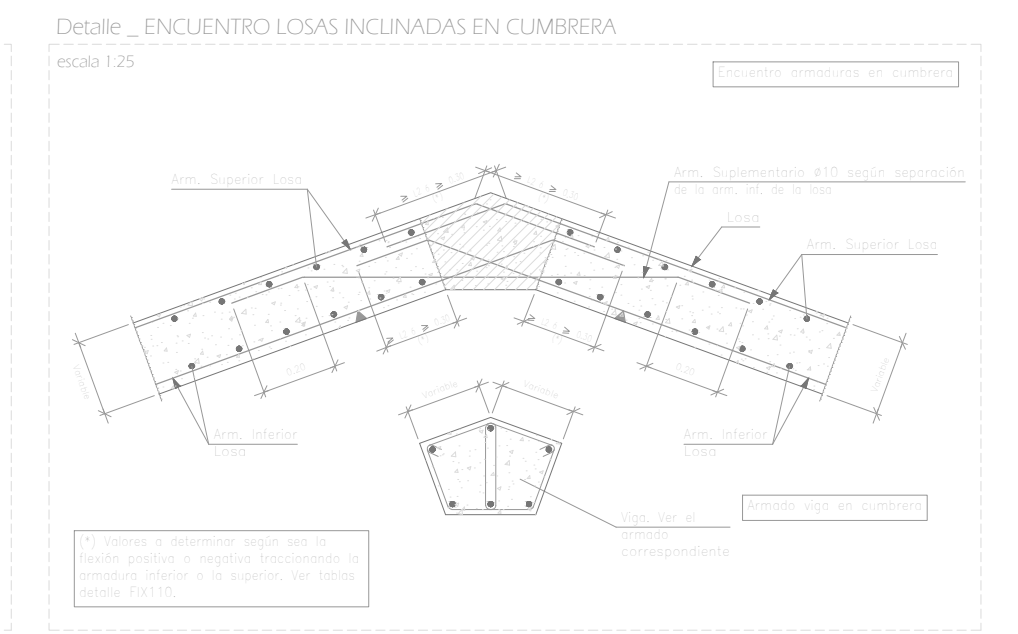 Detalle _ ENCUENTRO LOSAS INCLINADAS EN CUMBRERA
escala 1:25
Encuentro armaduras en cumbrera
Arm. Superior Losa
Arm. Suplementario Ø10 según separación
de la arm. inf. de la losa
Losa
Arm. Superior Losa
(*)
(*)
(*)
(*)
0,20
0,20
Variable
Variable
Variable
Variable
Arm. Inferior
Losa
Arm. Inferior
Losa
Armado viga en cumbrera
Viga. Ver el
armado
correspondiente
(*) Valores a determinar según sea la
flexión positiva o negativa traccionando la
armadura inferior o la superior. Ver tablas
detalle FIX110.